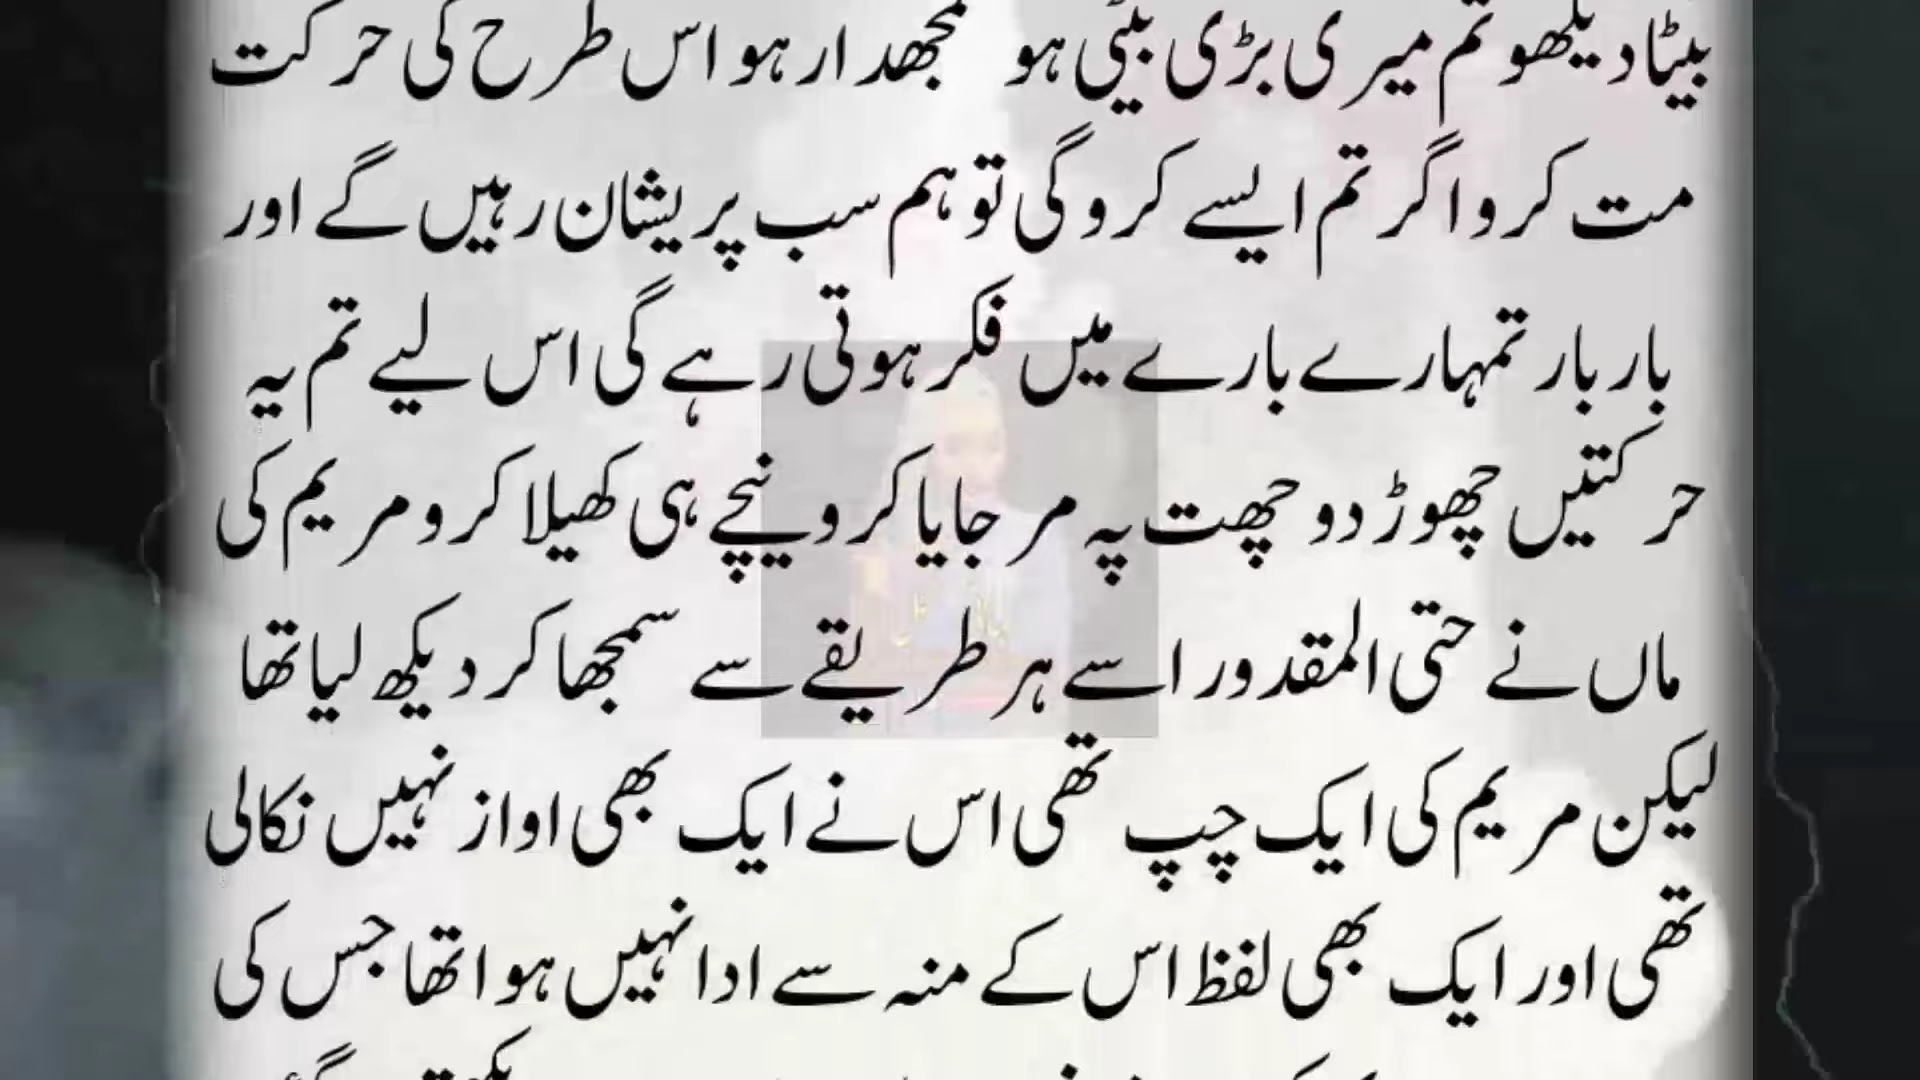 بیٹا دیکھو تم میری بڑی بیٹی ہو سمجھدار ہو اس طرح کی حرکت
مت کرو اگر تم ایسے کرو گی تو ہم سب پریشان رہیں گے اور
بار بار تمہارے بارے میں فکر ہوتی رہے گی اس لیے تم یہ
حرکتیں چھوڑ دو چھت پہ مر جایا کرو نیچے ہی کھیلا کرو مریم کی
ماں نے حتی المقدور اسے ہر طریقے سے سمجھا کر دیکھ لیا تھا
لیکن مریم کی ایک چپ تھی اس نے ایک بھی اواز نہیں نکالی
تھی اور ایک بھی لفظ اس کے منہ سے ادا نہیں ہوا تھا جس کی